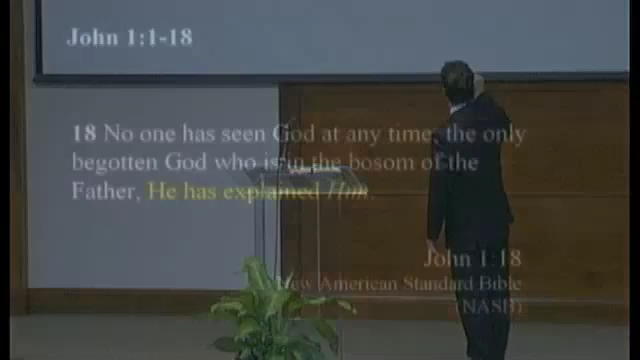 John 1:1-18
18 No one has seen God at any time; the only
begotten God who is in the bosom of the
Father, He has explained Him.
John 1:18
New American Standard Bible
(NASB)